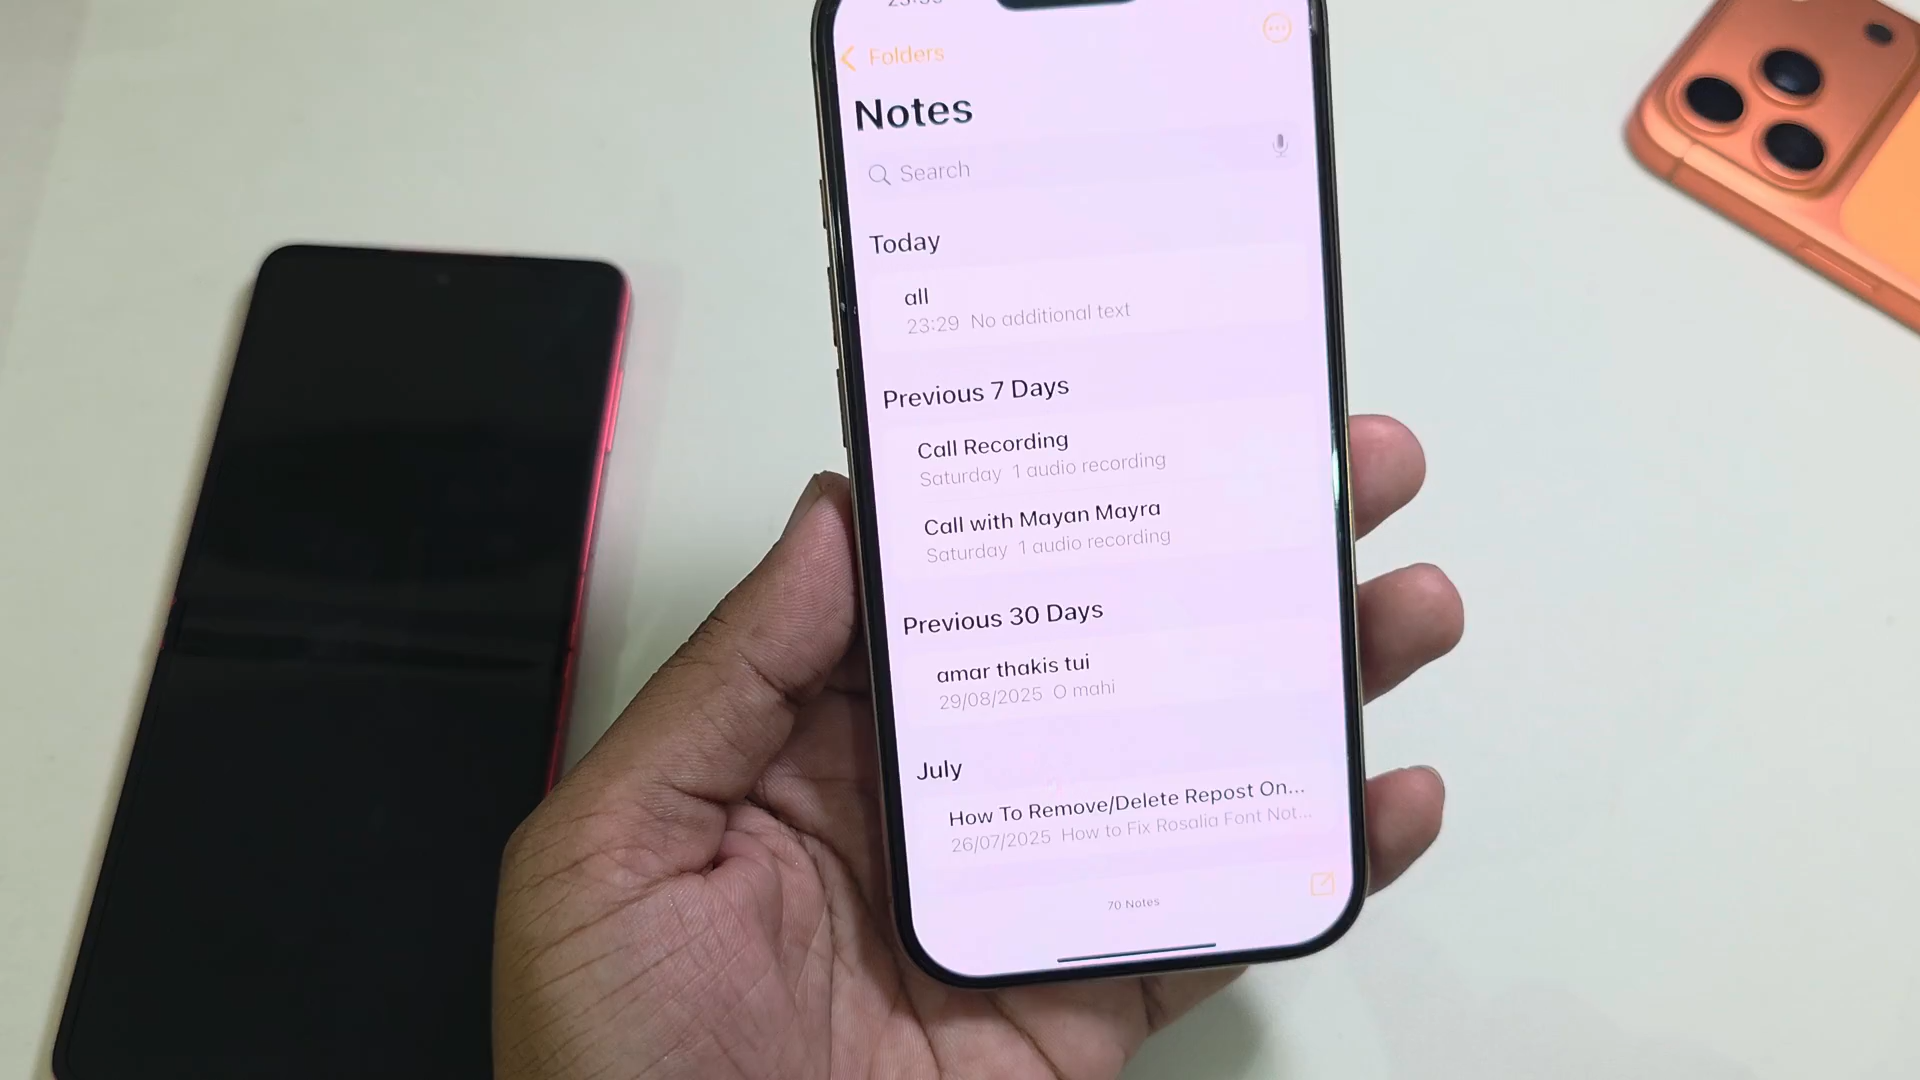 Folders
Notes
Search
Today
all
23:29 No additional text
Previous 7 Days
Call Recording
Saturday 1 audio recording
Call with Mayan Mayra
Saturday 1 audio recording
Previous 30 Days
amar thakis tui
29/08/2025 O mahi
July
How To Remove/Delete Repost On...
26/07/2025 How to Fix Rosalia Font Not...
70 Notes